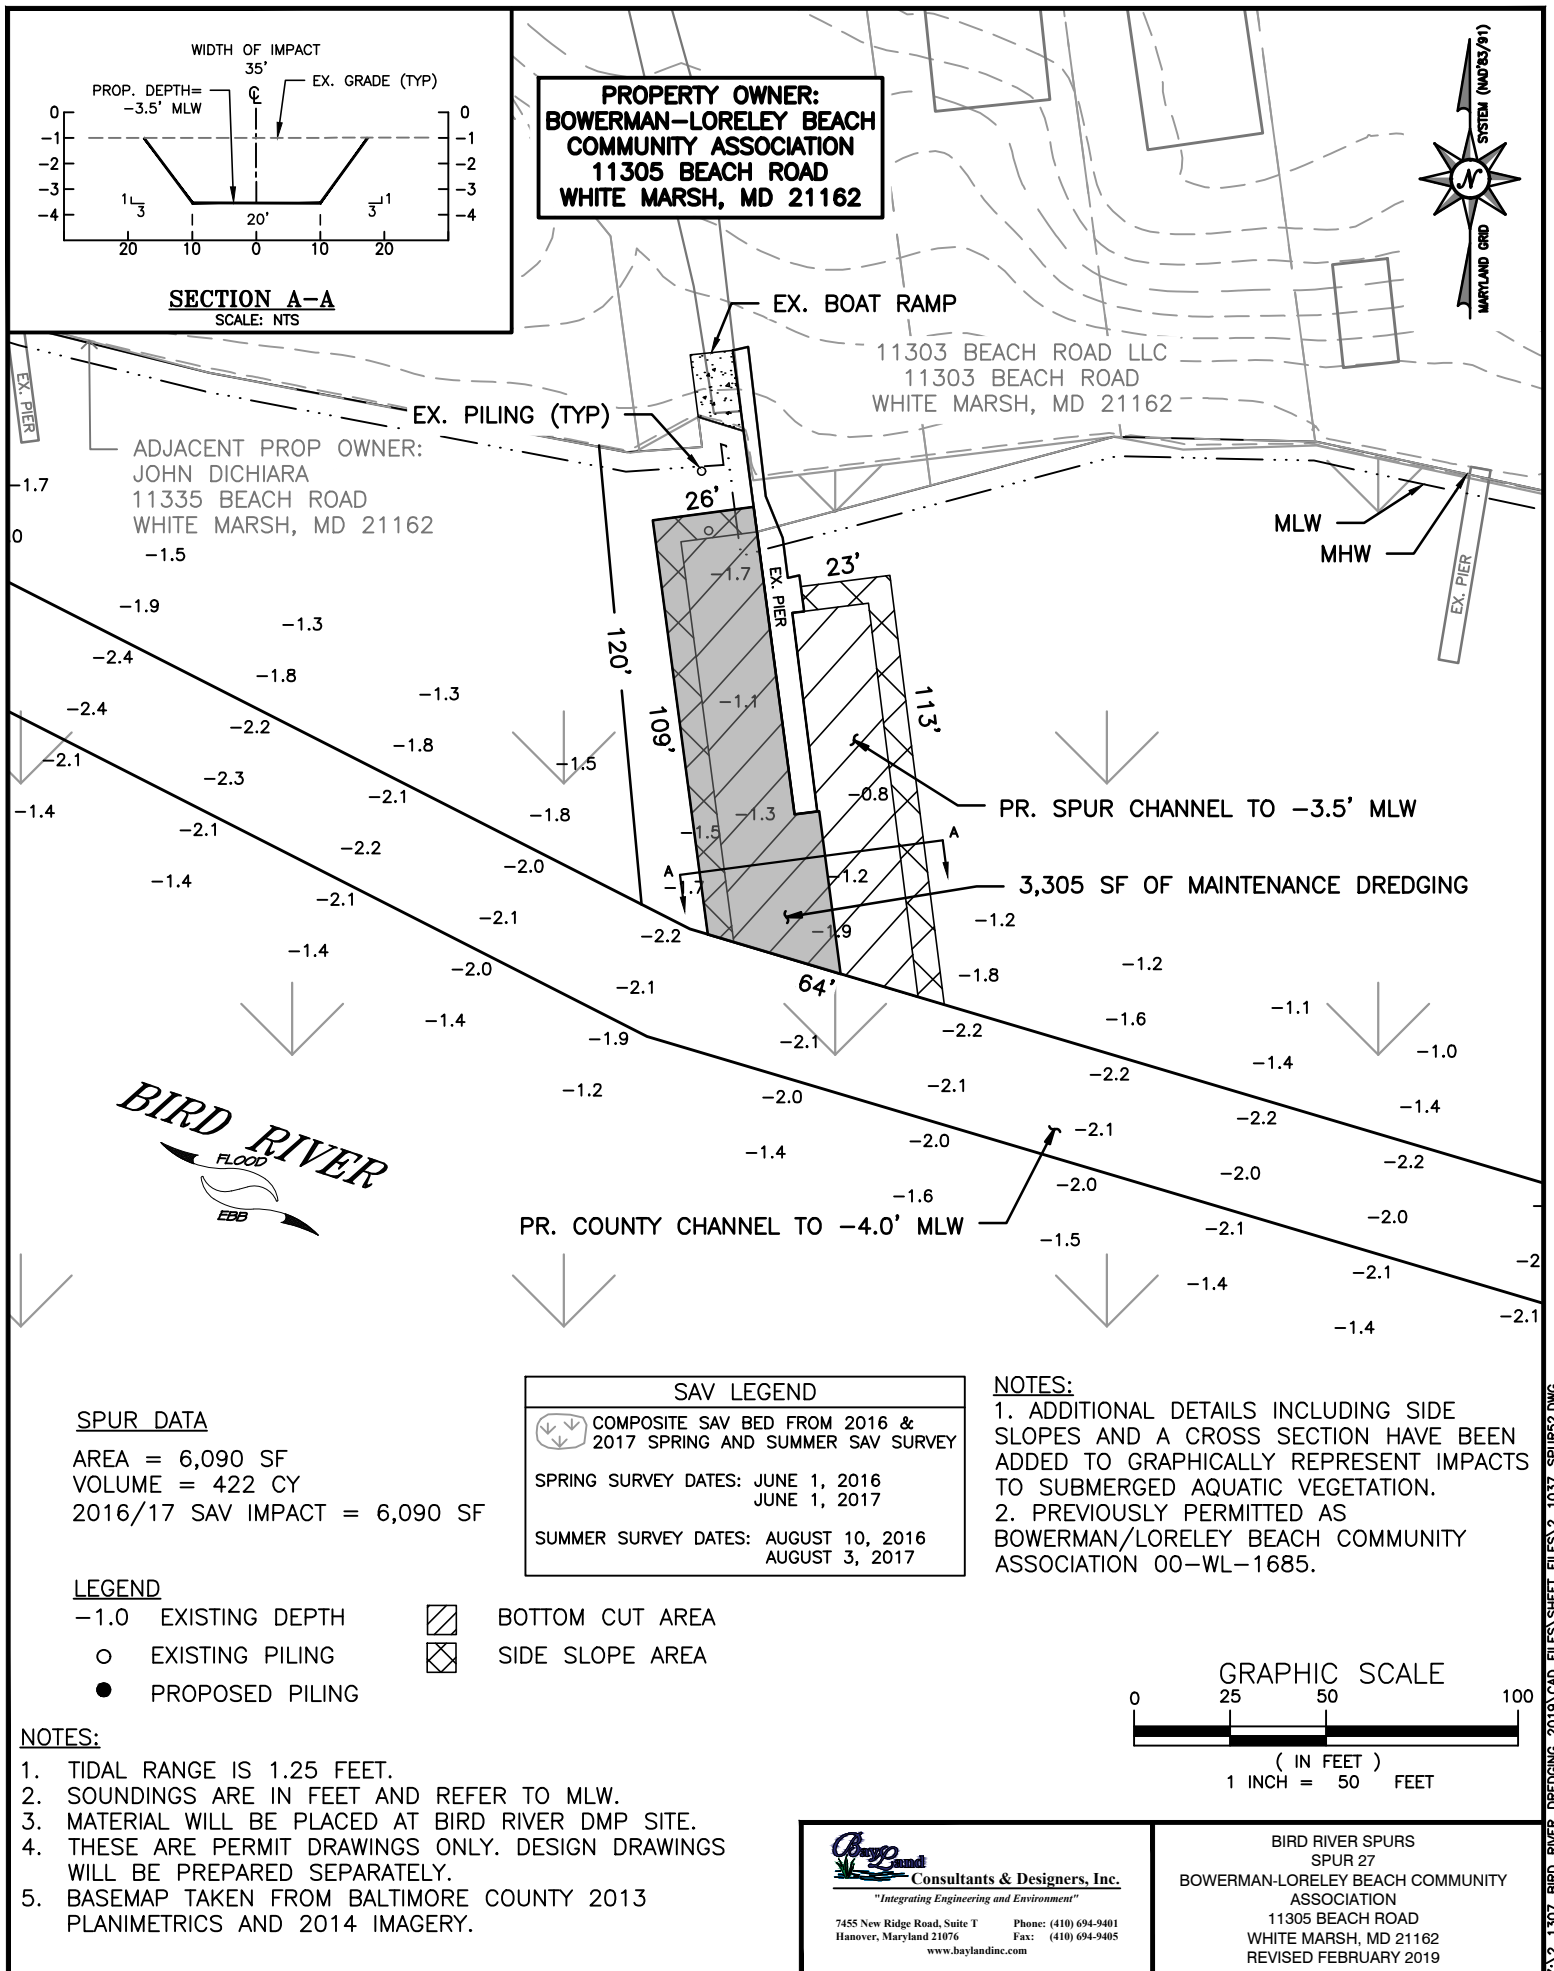 WIDTH OF IMPACT
35'
PROP. DEPTH=
-3.5' MLW
EX. GRADE (TYP)
0
-1
-2
-3
-4
0
-1
-2
-3
-4
1
3
20'
3
1
20 10 0 10 20
SECTION A-A
SCALE: NTS
PROPERTY OWNER:
BOWERMAN-LORELEY BEACH
COMMUNITY ASSOCIATION
11305 BEACH ROAD
WHITE MARSH, MD 21162
MARYLAND GRID
N
SYSTEM (NAD'83/91)
EX. BOAT RAMP
11303 BEACH ROAD LLC
11303 BEACH ROAD
WHITE MARSH, MD 21162
EX. PIER
EX. PILING (TYP)
ADJACENT PROP OWNER:
JOHN DICHIARA
11335 BEACH ROAD
WHITE MARSH, MD 21162
-1.7
0
26'
MLW
MHW
EX. PIER
23'
EX. PIER
120'
109'
113'
-1.5
-1.9
-1.3
-2.4
-1.8
-1.3
-2.4
-2.2
-1.8
-1.5
-2.1
-2.3
-2.1
-1.8
-1.4
-2.1
-2.2
-2.0
-1.4
-2.1
-2.1
-2.2
-1.4
-2.0
-2.1
-1.4
-1.9
-1.2
-1.7
-1.1
-1.3
-1.5
-1.7
-0.8
-1.2
-1.9
A
A
PR. SPUR CHANNEL TO -3.5' MLW
3,305 SF OF MAINTENANCE DREDGING
64'
-1.2
-1.8
-1.2
-1.1
-1.6
-1.0
-2.2
-1.4
-2.1
-2.2
-1.4
-2.1
-2.2
-2.0
-2.1
-2.2
-2.0
-2.0
-1.4
-2.0
-2.0
-1.6
-2.1
-2
-1.5
-2.1
-1.4
-2.1
-1.4
PR. COUNTY CHANNEL TO -4.0' MLW
BIRD RIVER
FLOOD
EBB
SPUR DATA
AREA = 6,090 SF
VOLUME = 422 CY
2016/17 SAV IMPACT = 6,090 SF
SAV LEGEND
COMPOSITE SAV BED FROM 2016 &
2017 SPRING AND SUMMER SAV SURVEY
SPRING SURVEY DATES: JUNE 1, 2016
JUNE 1, 2017
SUMMER SURVEY DATES: AUGUST 10, 2016
AUGUST 3, 2017
NOTES:
1. ADDITIONAL DETAILS INCLUDING SIDE
SLOPES AND A CROSS SECTION HAVE BEEN
ADDED TO GRAPHICALLY REPRESENT IMPACTS
TO SUBMERGED AQUATIC VEGETATION.
2. PREVIOUSLY PERMITTED AS
BOWERMAN/LORELEY BEACH COMMUNITY
ASSOCIATION 00-WL-1685.
LEGEND
-1.0 EXISTING DEPTH
EXISTING PILING
PROPOSED PILING
BOTTOM CUT AREA
SIDE SLOPE AREA
GRAPHIC SCALE
0 25 50 100
( IN FEET )
1 INCH = 50 FEET
NOTES:
1. TIDAL RANGE IS 1.25 FEET.
2. SOUNDINGS ARE IN FEET AND REFER TO MLW.
3. MATERIAL WILL BE PLACED AT BIRD RIVER DMP SITE.
4. THESE ARE PERMIT DRAWINGS ONLY. DESIGN DRAWINGS
WILL BE PREPARED SEPARATELY.
5. BASEMAP TAKEN FROM BALTIMORE COUNTY 2013
PLANIMETRICS AND 2014 IMAGERY.
BayLand
Consultants & Designers, Inc.
"Integrating Engineering and Environment"
7455 New Ridge Road, Suite T Phone: (410) 694-9401
Hanover, Maryland 21076 Fax: (410) 694-9405
www.baylandinc.com
BIRD RIVER SPURS
SPUR 27
BOWERMAN-LORELEY BEACH COMMUNITY
ASSOCIATION
11305 BEACH ROAD
WHITE MARSH, MD 21162
REVISED FEBRUARY 2019